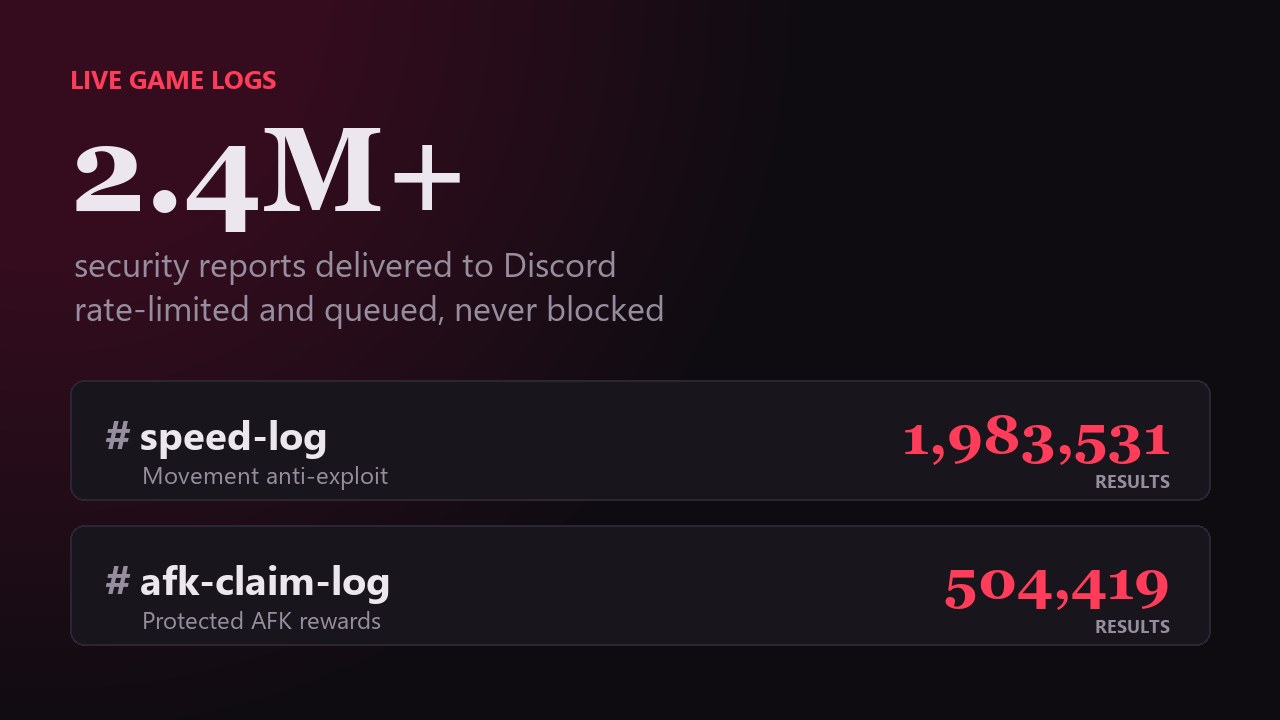 LIVE GAME LOGS
2.4M+
security reports delivered to Discord
rate-limited and queued, never blocked
# speed-log
1,983,531
Movement anti-exploit
RESULTS
# afk-claim-log
504,419
Protected AFK rewards
RESULTS